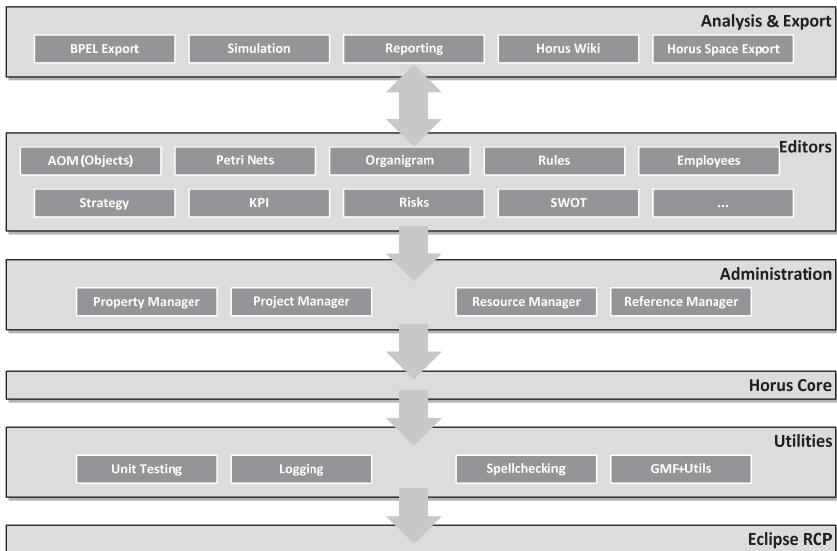 Analysis & Export
BPEL Export
Simulation
Reporting
Horus Wiki
Horus Space Export
Editors
AOM (Objects)
Petri Nets
Organigram
Rules
Employees
Strategy
KPI
Risks
SWOT
...
Administration
Property Manager
Project Manager
Resource Manager
Reference Manager
Horus Core
Utilities
Unit Testing
Logging
Spellchecking
GMF+Utils
Eclipse RCP